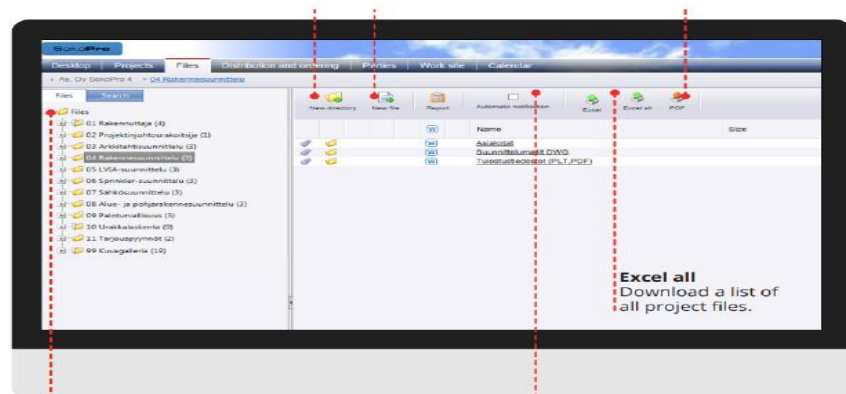 SokoPro
Desktop Projects Files Distribution and ordering Parties Work site Calendar
As. Oy SokoPro 4 04 Rakennesuunnittelu
Files Search
New directory New file Report Automatic notification Excel Excel all PDF
Files
01 Rakennuttaja (4)
02 Projektinjohtourakoitsija (1)
03 Arkkitehtisuunnittelu (3)
04 Rakennesuunnittelu (3)
05 LVIA-suunnittelu (3)
06 Sprinkler-suunnittelu (3)
07 Sähkösuunnittelu (3)
08 Alue- ja pohjarakennesuunnittelu (3)
09 Paloturvallisuus (3)
10 Urakkalaskenta (9)
11 Tarjouspyynnöt (2)
99 Kuvagalleria (19)
W Name Size
W Asiakirjat
W Suunnittelumallit DWG
W Tulostustiedostot (PLT,PDF)
Excel all
Download a list of
all project files.